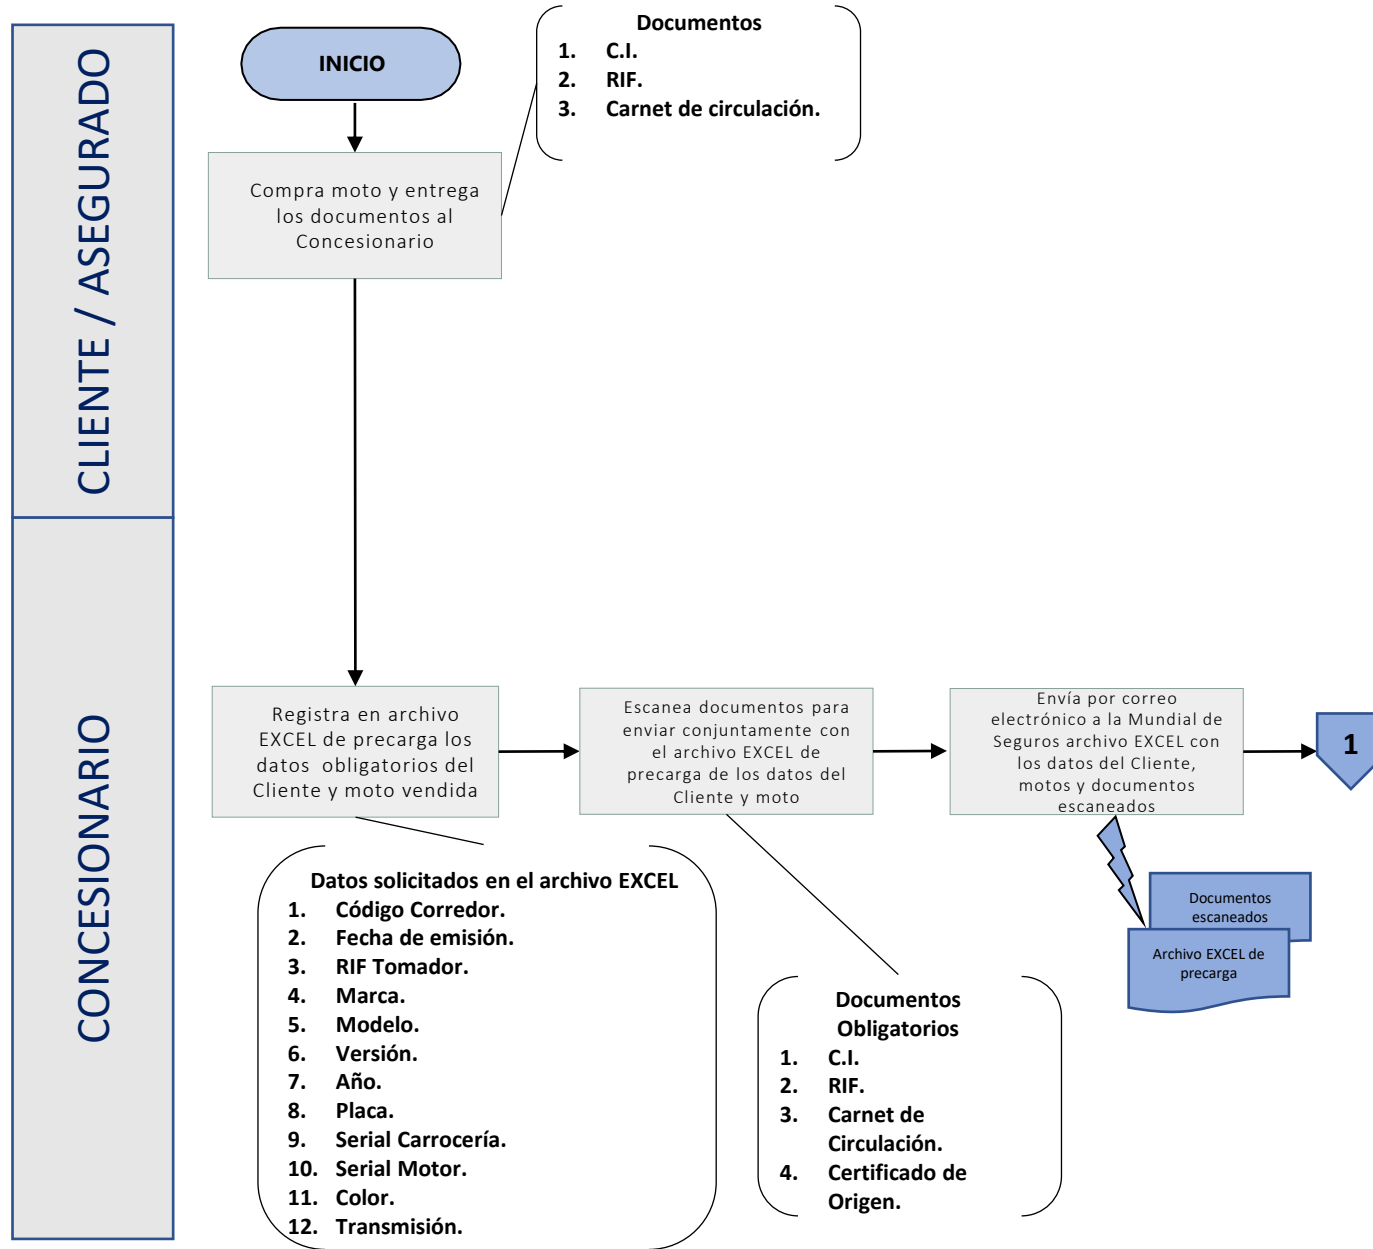 CLIENTE / ASEGURADO
INICIO
Documentos
1. C.I.
2. RIF.
3. Carnet de circulación.
Compra moto y entrega
los documentos al
Concesionario
CONCESIONARIO
Registra en archivo
EXCEL de precarga los
datos obligatorios del
Cliente y moto vendida
Escanea documentos para
enviar conjuntamente con
el archivo EXCEL de
precarga de los datos del
Cliente y moto
Envía por correo
electrónico a la Mundial de
Seguros archivo EXCEL con
los datos del Cliente,
motos y documentos
escaneados
1
Datos solicitados en el archivo EXCEL
1. Código Corredor.
2. Fecha de emisión.
3. RIF Tomador.
4. Marca.
5. Modelo.
6. Versión.
7. Año.
8. Placa.
9. Serial Carrocería.
10. Serial Motor.
11. Color.
12. Transmisión.
Documentos
Obligatorios
1. C.I.
2. RIF.
3. Carnet de
Circulación.
4. Certificado de
Origen.
Documentos
escaneados
Archivo EXCEL de
precarga